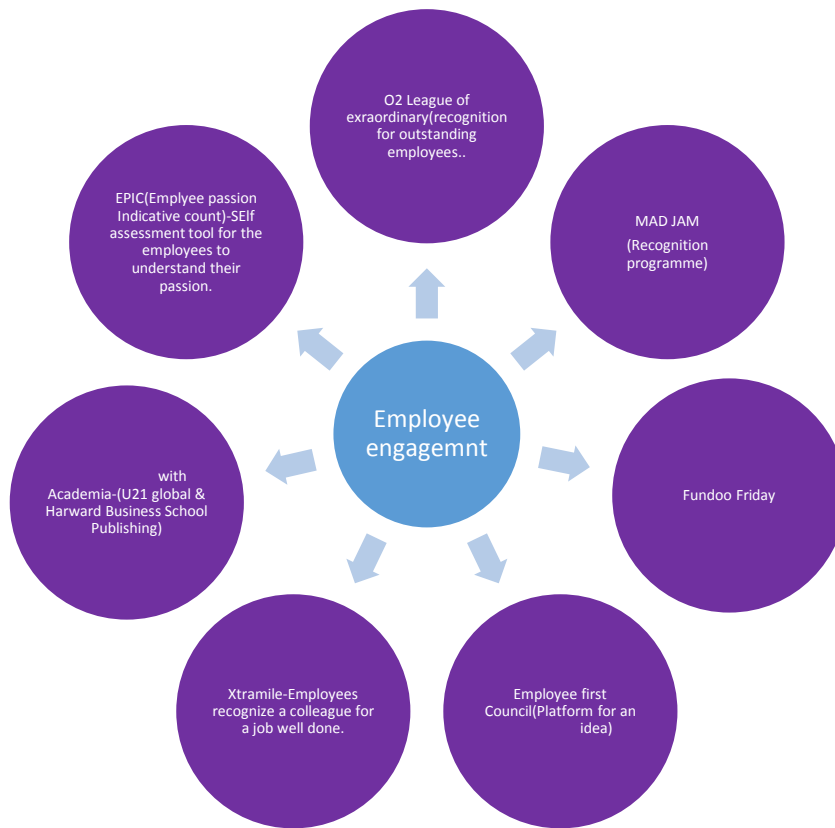 O2 League of
exraordinary(recognition
for outstanding
employees..
MAD JAM
(Recognition
programme)
Fundoo Friday
Employee first
Council(Platform for an
idea)
Xtramile-Employees
recognize a colleague for
a job well done.
with
Academia-(U21 global &
Harward Business School
Publishing)
EPIC(Emplyee passion
Indicative count)-SElf
assessment tool for the
employees to
understand their
passion.
Employee
engagemnt